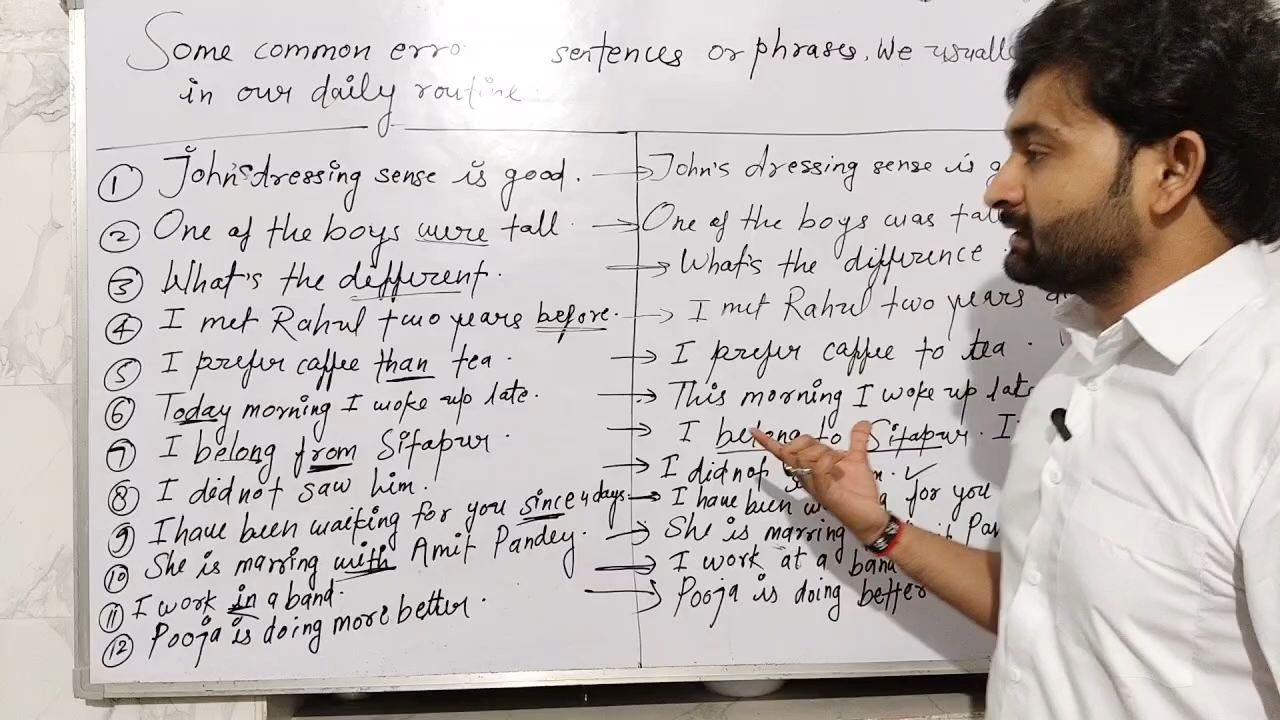 Some common sentences or phrases, we
in our daily routine.
① John's dressing sense is good. → John's dressing sense is
② One of the boys were tall. → One of the boys was tall
③ What's the different. → What's the difference
④ I met Rahul two years before. → I met Rahul two years
⑤ I prefer coffee than tea. → I prefer coffee to tea.
⑥ Today morning I woke up late. → This morning I woke up late
⑦ I belong from Sitapur. → I belong to Sitapur. I
⑧ I did not saw him. → I did not ✓
⑨ I have been waiting for you since 4 days. → I have been for you
⑩ She is marring with Amit Pandey. → She is marring
⑪ I work in a band. → I work at a band
⑫ Pooja is doing more better. → Pooja is doing better